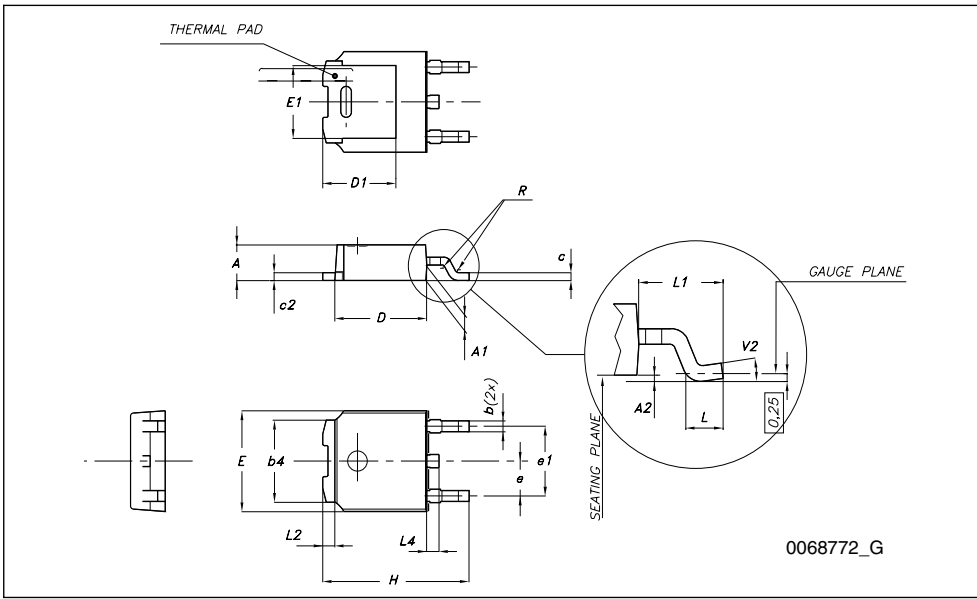 THERMAL PAD
E1
D1
R
A
c
c2
D
A1
L1
GAUGE PLANE
V2
A2
L
0,25
SEATING PLANE
b(2x)
E
b4
e
e1
L2
L4
H
0068772_G